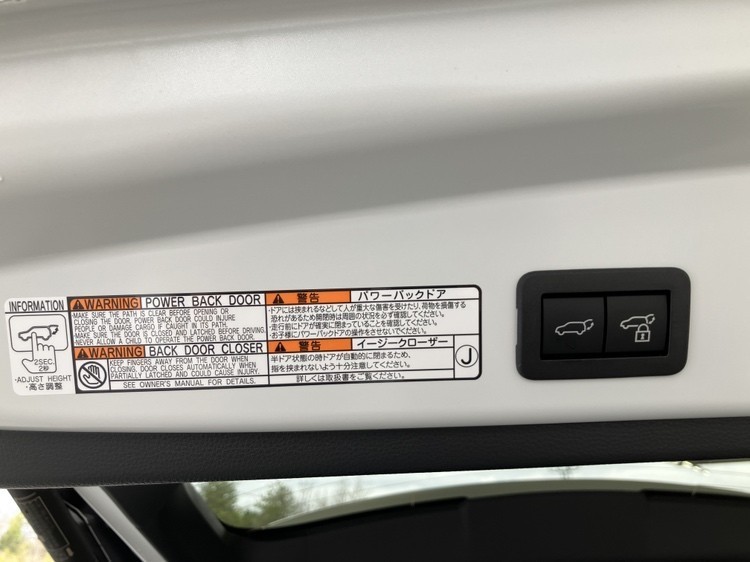 INFORMATION
2SEC.
2秒
・ADJUST HEIGHT
・高さ調整
WARNING POWER BACK DOOR
・MAKE SURE THE PATH IS CLEAR BEFORE OPENING OR
CLOSING THE DOOR. POWER BACK DOOR COULD INJURE
PEOPLE OR DAMAGE CARGO IF CAUGHT IN ITS PATH.
・MAKE SURE THE DOOR IS CLOSED AND LATCHED BEFORE DRIVING.
・NEVER ALLOW A CHILD TO OPERATE THE POWER BACK DOOR.
WARNING BACK DOOR CLOSER
KEEP FINGERS AWAY FROM THE DOOR WHEN
CLOSING. DOOR CLOSES AUTOMATICALLY WHEN
PARTIALLY LATCHED AND COULD CAUSE INJURY.
SEE OWNER'S MANUAL FOR DETAILS.
警告 パワーバックドア
・ドアには挟まれるなどして人が重大な傷害を受けたり、荷物を損傷する
恐れがあるため開閉時は周囲の状況を必ず確認してください。
・走行前にドアが確実に閉まっていることを確認してください。
・お子様にパワーバックドアの操作をさせないでください。
警告 イージークローザー
半ドア状態の時ドアが自動的に閉まるため、
指を挟まれないよう十分注意してください。
詳しくは取扱書をご覧ください。
J